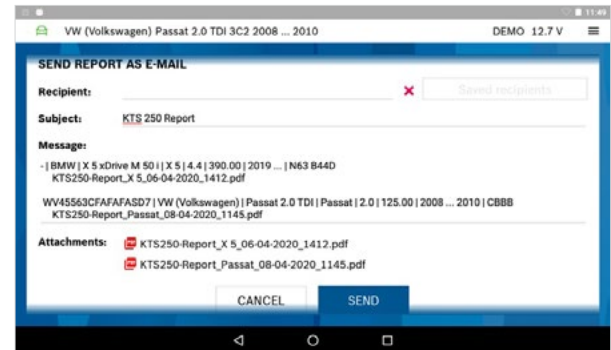 11:49
VW (Volkswagen) Passat 2.0 TDI 3C2 2008 ... 2010 DEMO 12.7 V
SEND REPORT AS E-MAIL
Recipient: Saved recipients
Subject: KTS 250 Report
Message:
- | BMW | X 5 xDrive M 50 i | X 5 | 4.4 | 390.00 | 2019 ... | N63 B44D
KTS250-Report_X 5_06-04-2020_1412.pdf
WV45563CFAFAFASD7 | VW (Volkswagen) | Passat 2.0 TDI | Passat | 2.0 | 125.00 | 2008 ... 2010 | CBBB
KTS250-Report_Passat_08-04-2020_1145.pdf
Attachments: KTS250-Report_X 5_06-04-2020_1412.pdf
KTS250-Report_Passat_08-04-2020_1145.pdf
CANCEL SEND